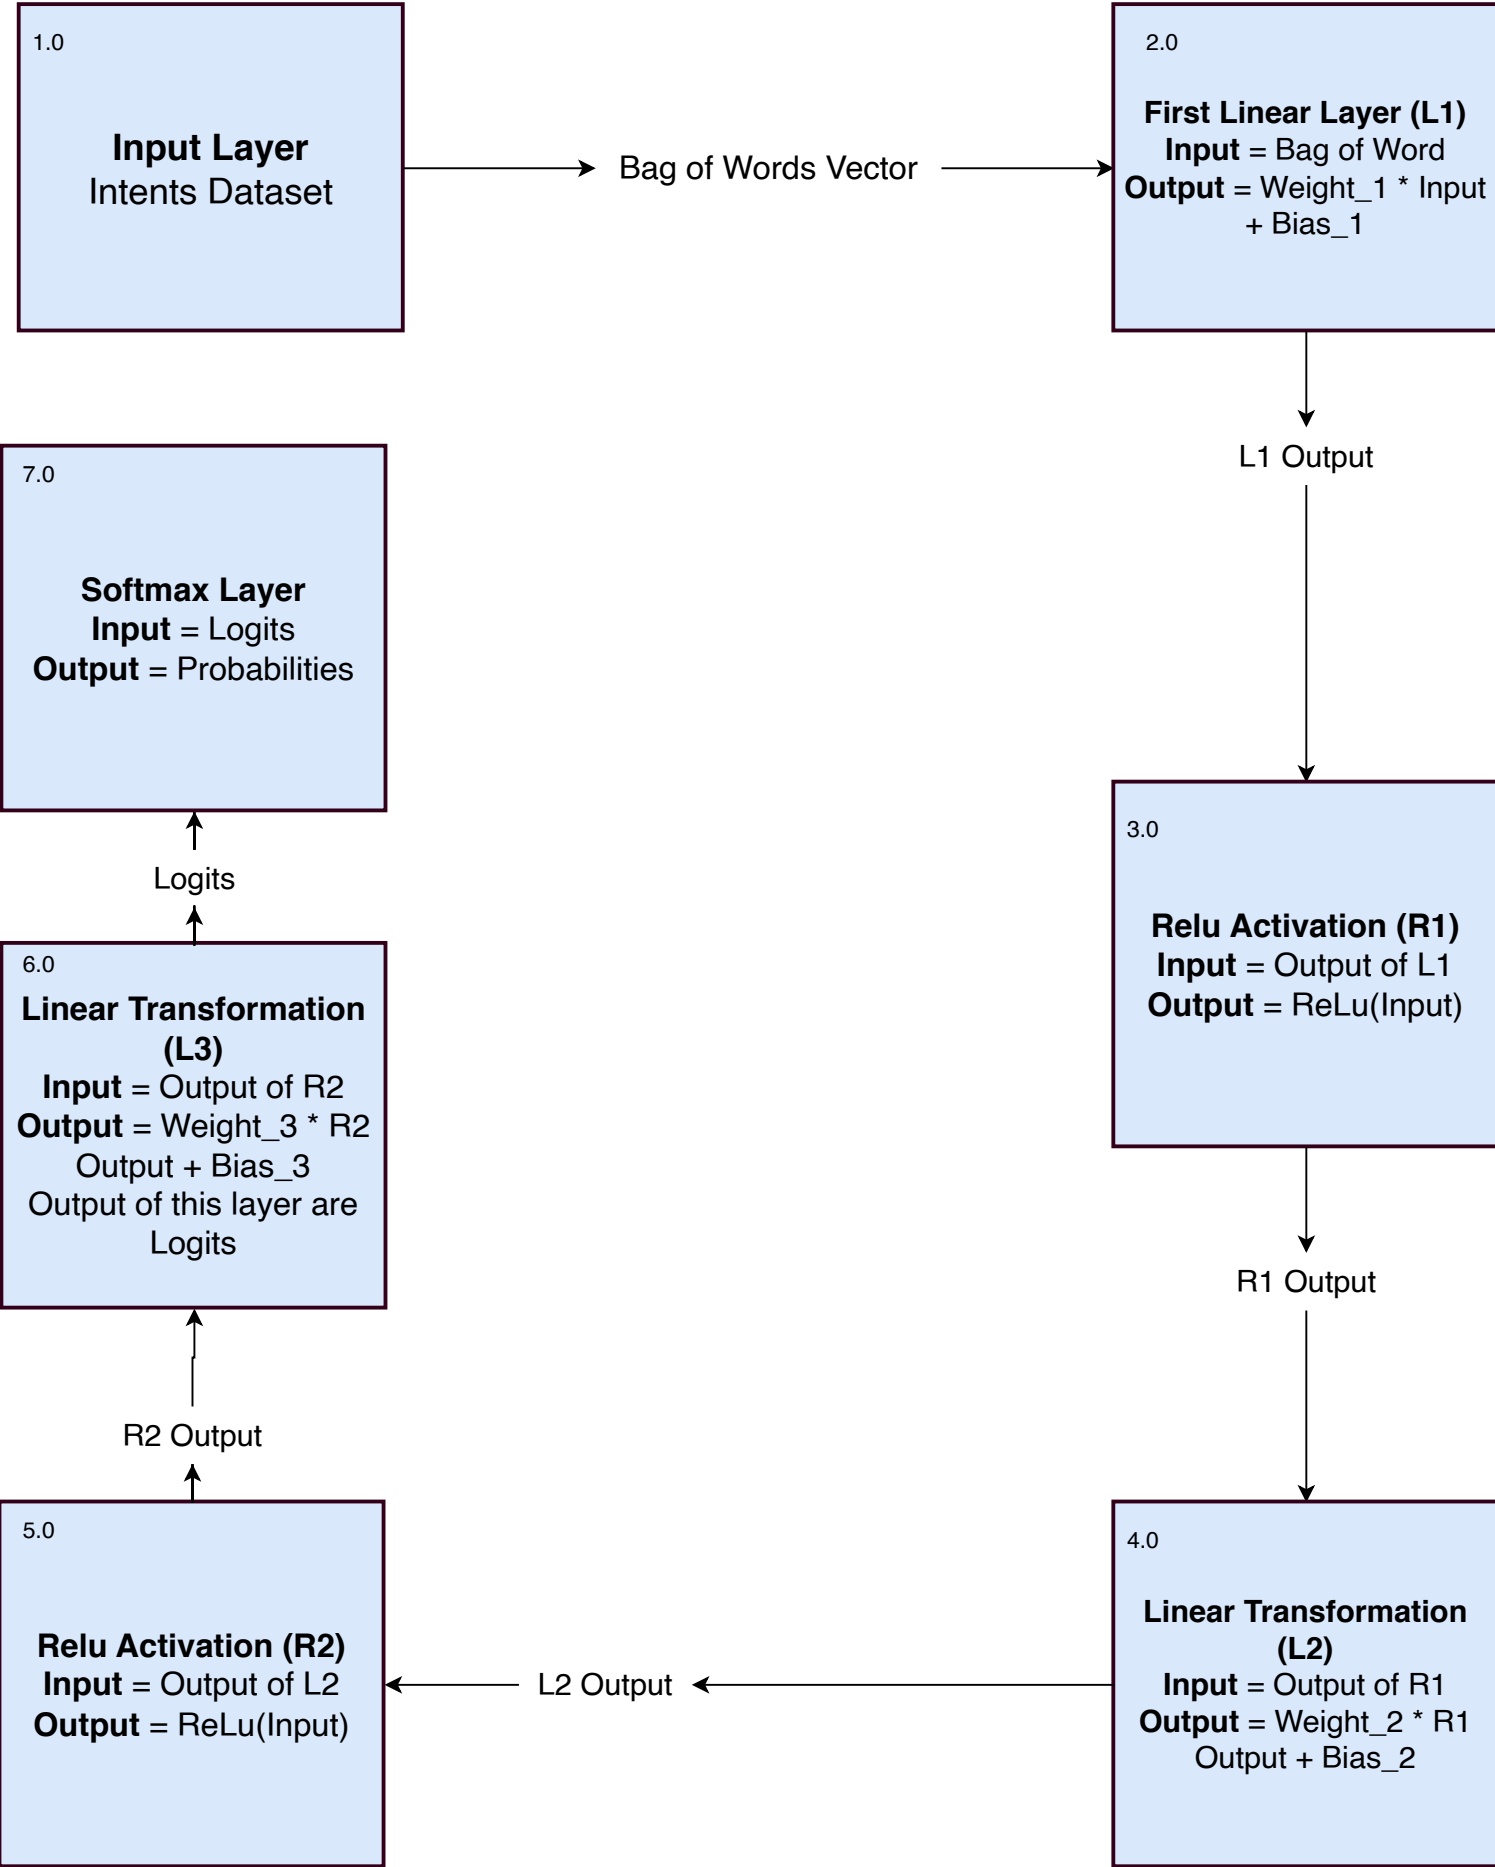 1.0
Input Layer
Intents Dataset
Bag of Words Vector
2.0
First Linear Layer (L1)
Input = Bag of Word
Output = Weight_1 * Input
+ Bias_1
L1 Output
3.0
Relu Activation (R1)
Input = Output of L1
Output = ReLu(Input)
R1 Output
4.0
Linear Transformation
(L2)
Input = Output of R1
Output = Weight_2 * R1
Output + Bias_2
L2 Output
5.0
Relu Activation (R2)
Input = Output of L2
Output = ReLu(Input)
R2 Output
6.0
Linear Transformation
(L3)
Input = Output of R2
Output = Weight_3 * R2
Output + Bias_3
Output of this layer are
Logits
Logits
7.0
Softmax Layer
Input = Logits
Output = Probabilities